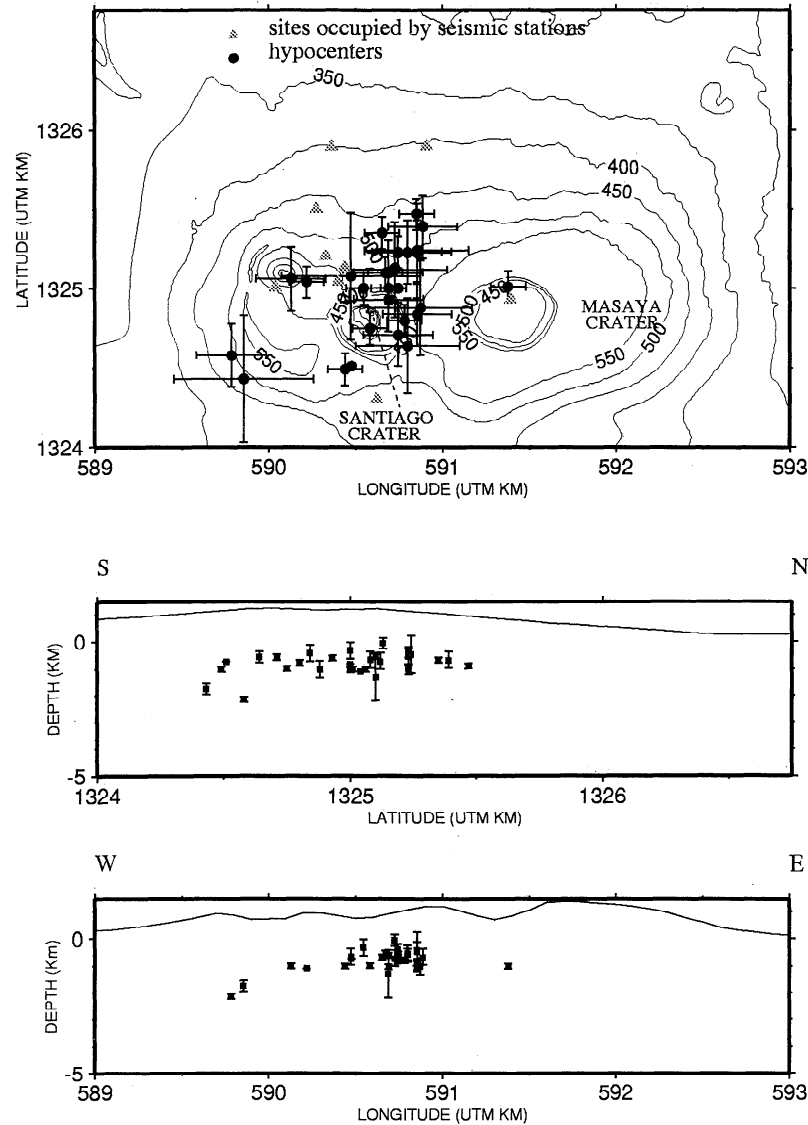 sites occupied by seismic stations
hypocenters
350
1326
400
450
500
LATITUDE (UTM KM)
1325
450
450
500
MASAYA
CRATER
550
550
550
500
SANTIAGO
CRATER
1324
589
590
591
592
593
LONGITUDE (UTM KM)
S
N
0
DEPTH (KM)
-5
1324
1325
1326
LATITUDE (UTM KM)
W
E
0
DEPTH (Km)
-5
589
590
591
592
593
LONGITUDE (UTM KM)